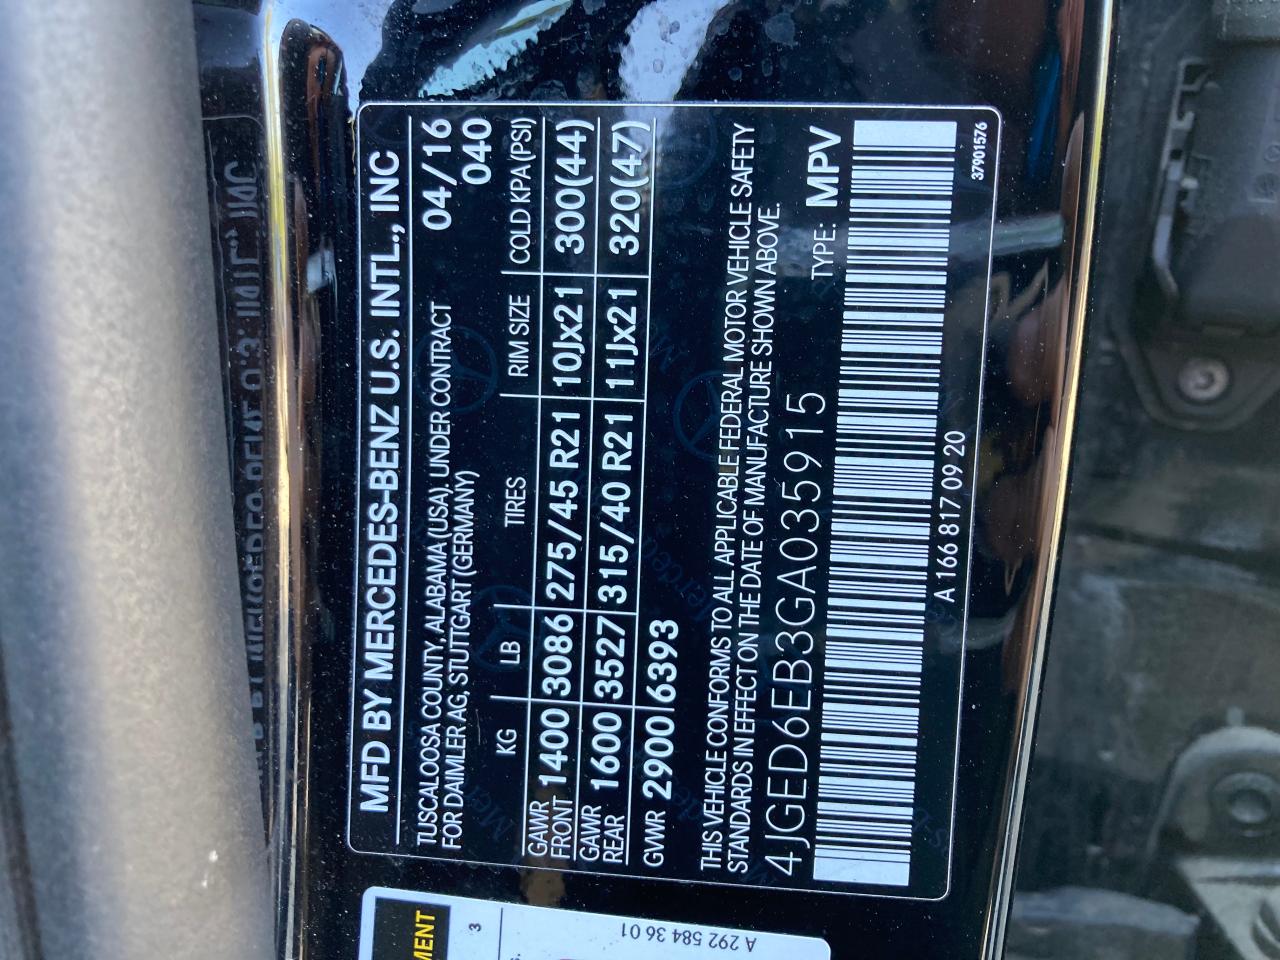 MFD BY MERCEDES-BENZ U.S. INTL., INC
TUSCALOOSA COUNTY, ALABAMA (USA), UNDER CONTRACT 04/16
FOR DAIMLER AG, STUTTGART (GERMANY) 040
KG LB TIRES RIM SIZE COLD KPA (PSI)
GAWR FRONT 1400 3086 275/45 R21 10Jx21 300(44)
GAWR REAR 1600 3527 315/40 R21 11Jx21 320(47)
GWR 2900 6393
THIS VEHICLE CONFORMS TO ALL APPLICABLE FEDERAL MOTOR VEHICLE SAFETY
STANDARDS IN EFFECT ON THE DATE OF MANUFACTURE SHOWN ABOVE.
4JGED6EB3GA035915 TYPE: MPV
A 166 817 09 20
37901576
MENT
3
A 292 584 36 01